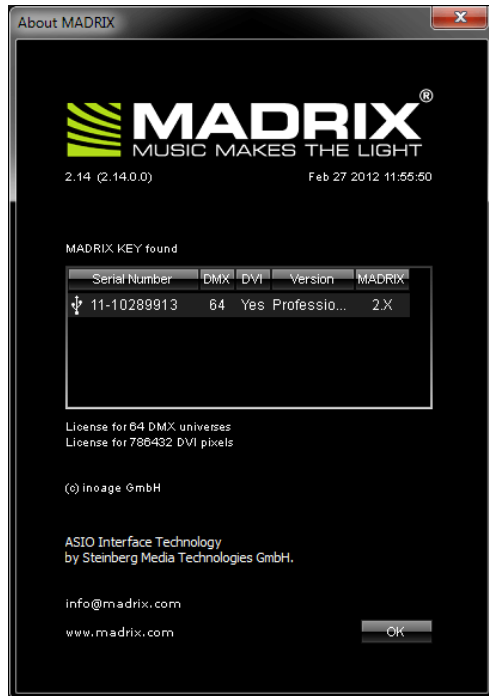 About MADRIX
MADRIX®
MUSIC MAKES THE LIGHT
2.14 (2.14.0.0) Feb 27 2012 11:55:50
MADRIX KEY found
Serial Number DMX DVI Version MADRIX
11-10289913 64 Yes Professio... 2.X
License for 64 DMX universes
License for 786432 DVI pixels
(c) inoage GmbH
ASIO Interface Technology
by Steinberg Media Technologies GmbH.
info@madrix.com
www.madrix.com OK